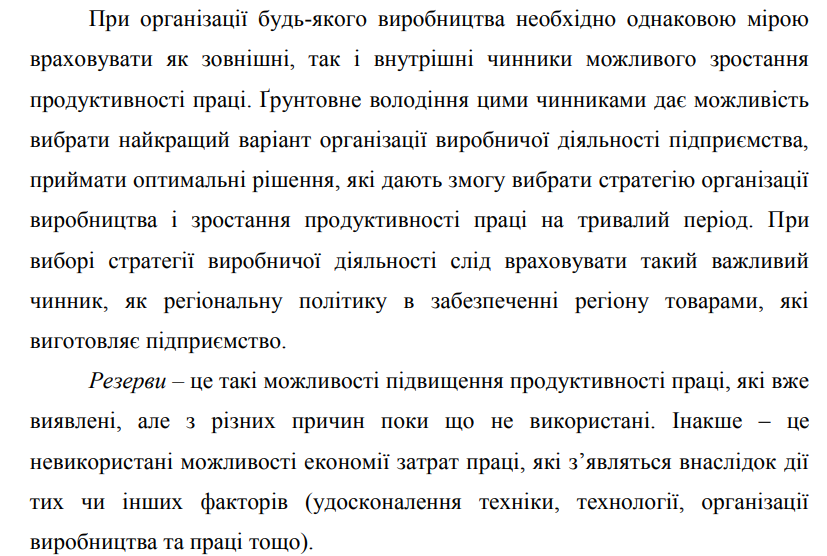 При організації будь-якого виробництва необхідно однаковою мірою
враховувати як зовнішні, так і внутрішні чинники можливого зростання
продуктивності праці. Ґрунтовне володіння цими чинниками дає можливість
вибрати найкращий варіант організації виробничої діяльності підприємства,
приймати оптимальні рішення, які дають змогу вибрати стратегію організації
виробництва і зростання продуктивності праці на тривалий період. При
виборі стратегії виробничої діяльності слід враховувати такий важливий
чинник, як регіональну політику в забезпеченні регіону товарами, які
виготовляє підприємство.
Резерви – це такі можливості підвищення продуктивності праці, які вже
виявлені, але з різних причин поки що не використані. Інакше – це
невикористані можливості економії затрат праці, які з’являться внаслідок дії
тих чи інших факторів (удосконалення техніки, технології, організації
виробництва та праці тощо).